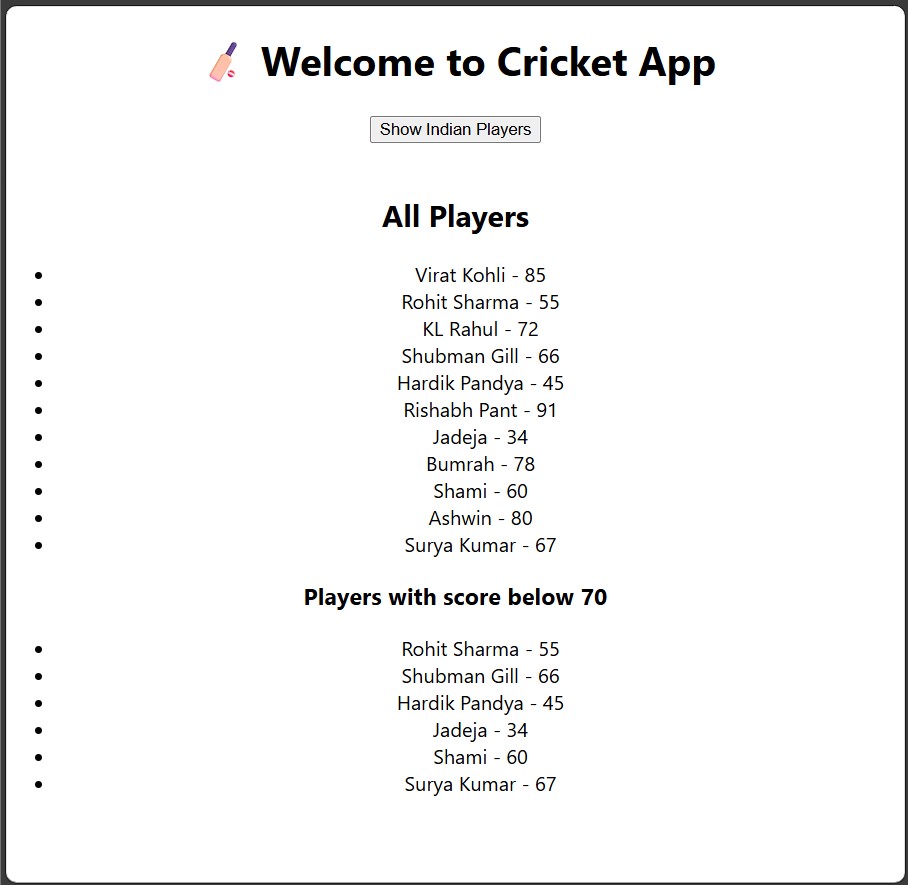 Welcome to Cricket App
Show Indian Players
All Players
Virat Kohli - 85
Rohit Sharma - 55
KL Rahul - 72
Shubman Gill - 66
Hardik Pandya - 45
Rishabh Pant - 91
Jadeja - 34
Bumrah - 78
Shami - 60
Ashwin - 80
Surya Kumar - 67
Players with score below 70
Rohit Sharma - 55
Shubman Gill - 66
Hardik Pandya - 45
Jadeja - 34
Shami - 60
Surya Kumar - 67